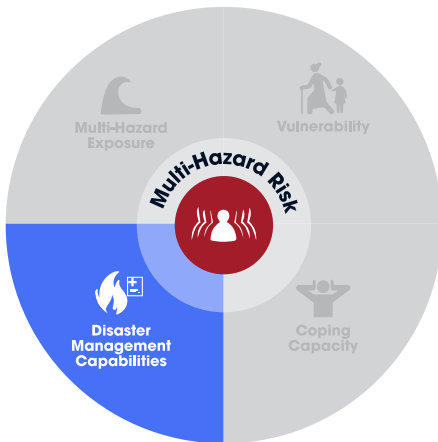 Multi-Hazard
Exposure
Vulnerability
Multi-Hazard Risk
Disaster
Management
Capabilities
Coping
Capacity